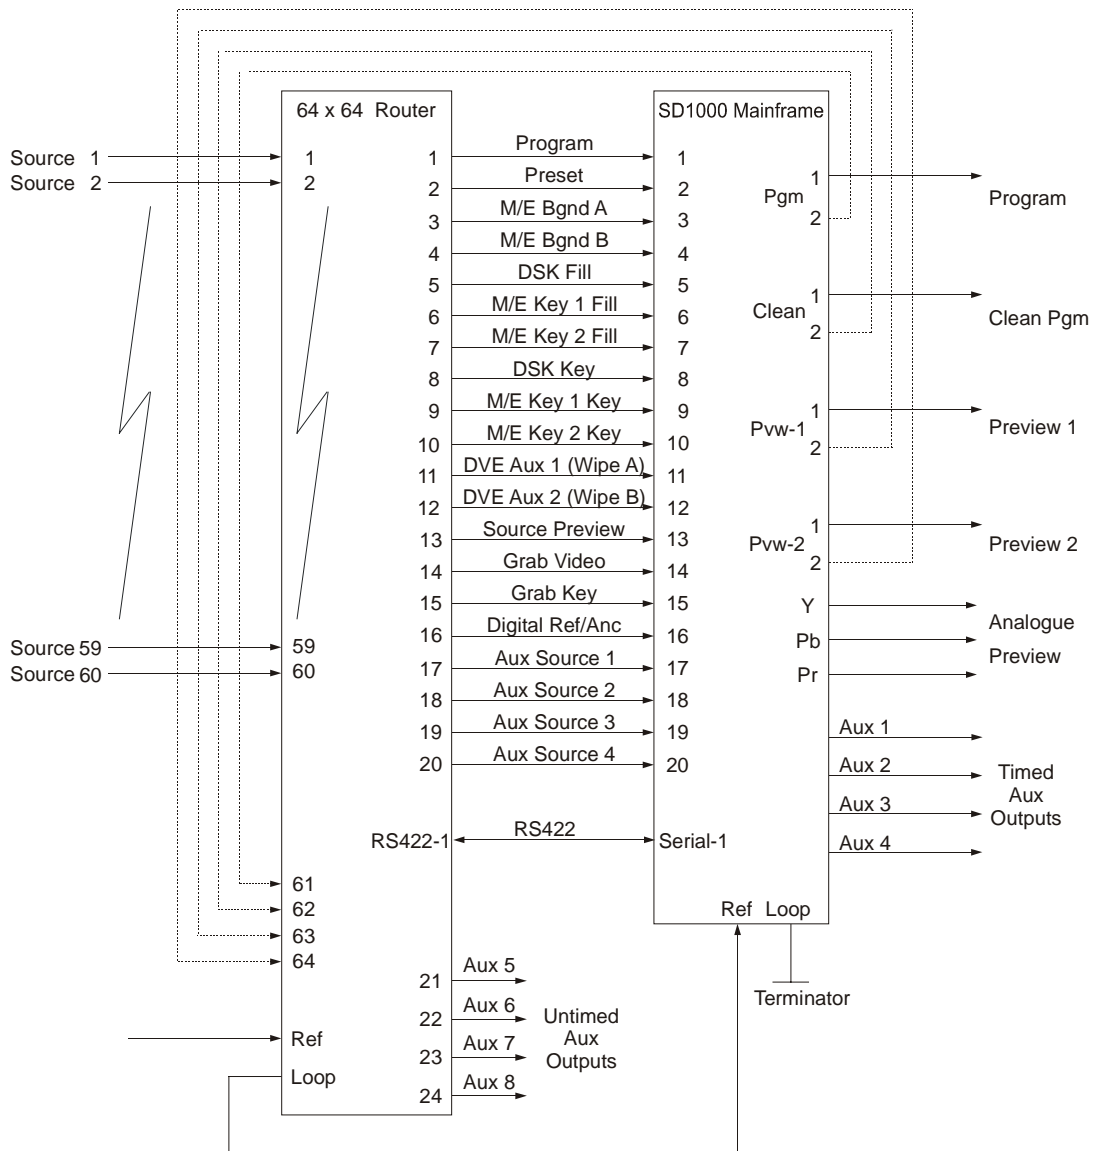 64 x 64 Router
SD1000 Mainframe
Source 1
1
1
Program
1
Source 2
2
2
Preset
2
3
M/E Bgnd A
3
4
M/E Bgnd B
4
5
DSK Fill
5
6
M/E Key 1 Fill
6
7
M/E Key 2 Fill
7
8
DSK Key
8
9
M/E Key 1 Key
9
10
M/E Key 2 Key
10
11
DVE Aux 1 (Wipe A)
11
12
DVE Aux 2 (Wipe B)
12
13
Source Preview
13
14
Grab Video
14
15
Grab Key
15
16
Digital Ref/Anc
16
17
Aux Source 1
17
18
Aux Source 2
18
19
Aux Source 3
19
20
Aux Source 4
20
Source 59
59
Source 60
60
Pgm
1
2
Program
Clean
1
2
Clean Pgm
Pvw-1
1
2
Preview 1
Pvw-2
1
2
Preview 2
Y
Pb
Pr
Analogue
Preview
Aux 1
Aux 2
Aux 3
Aux 4
Timed
Aux
Outputs
RS422-1
RS422
Serial-1
61
62
63
64
Ref Loop
Terminator
21
Aux 5
22
Aux 6
23
Aux 7
24
Aux 8
Untimed
Aux
Outputs
Ref
Loop